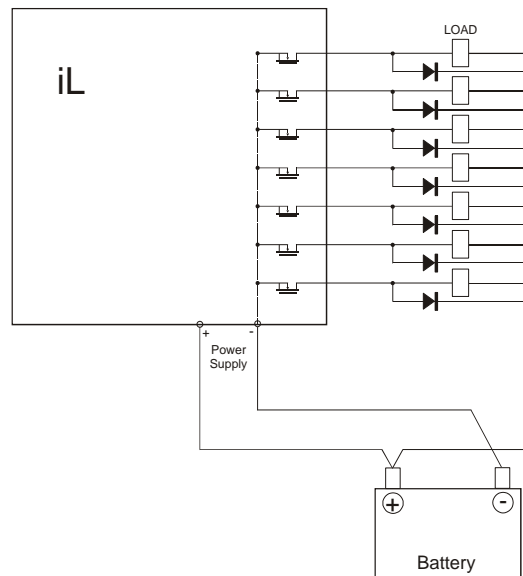 LOAD
iL
+ -
Power
Supply
+ -
Battery